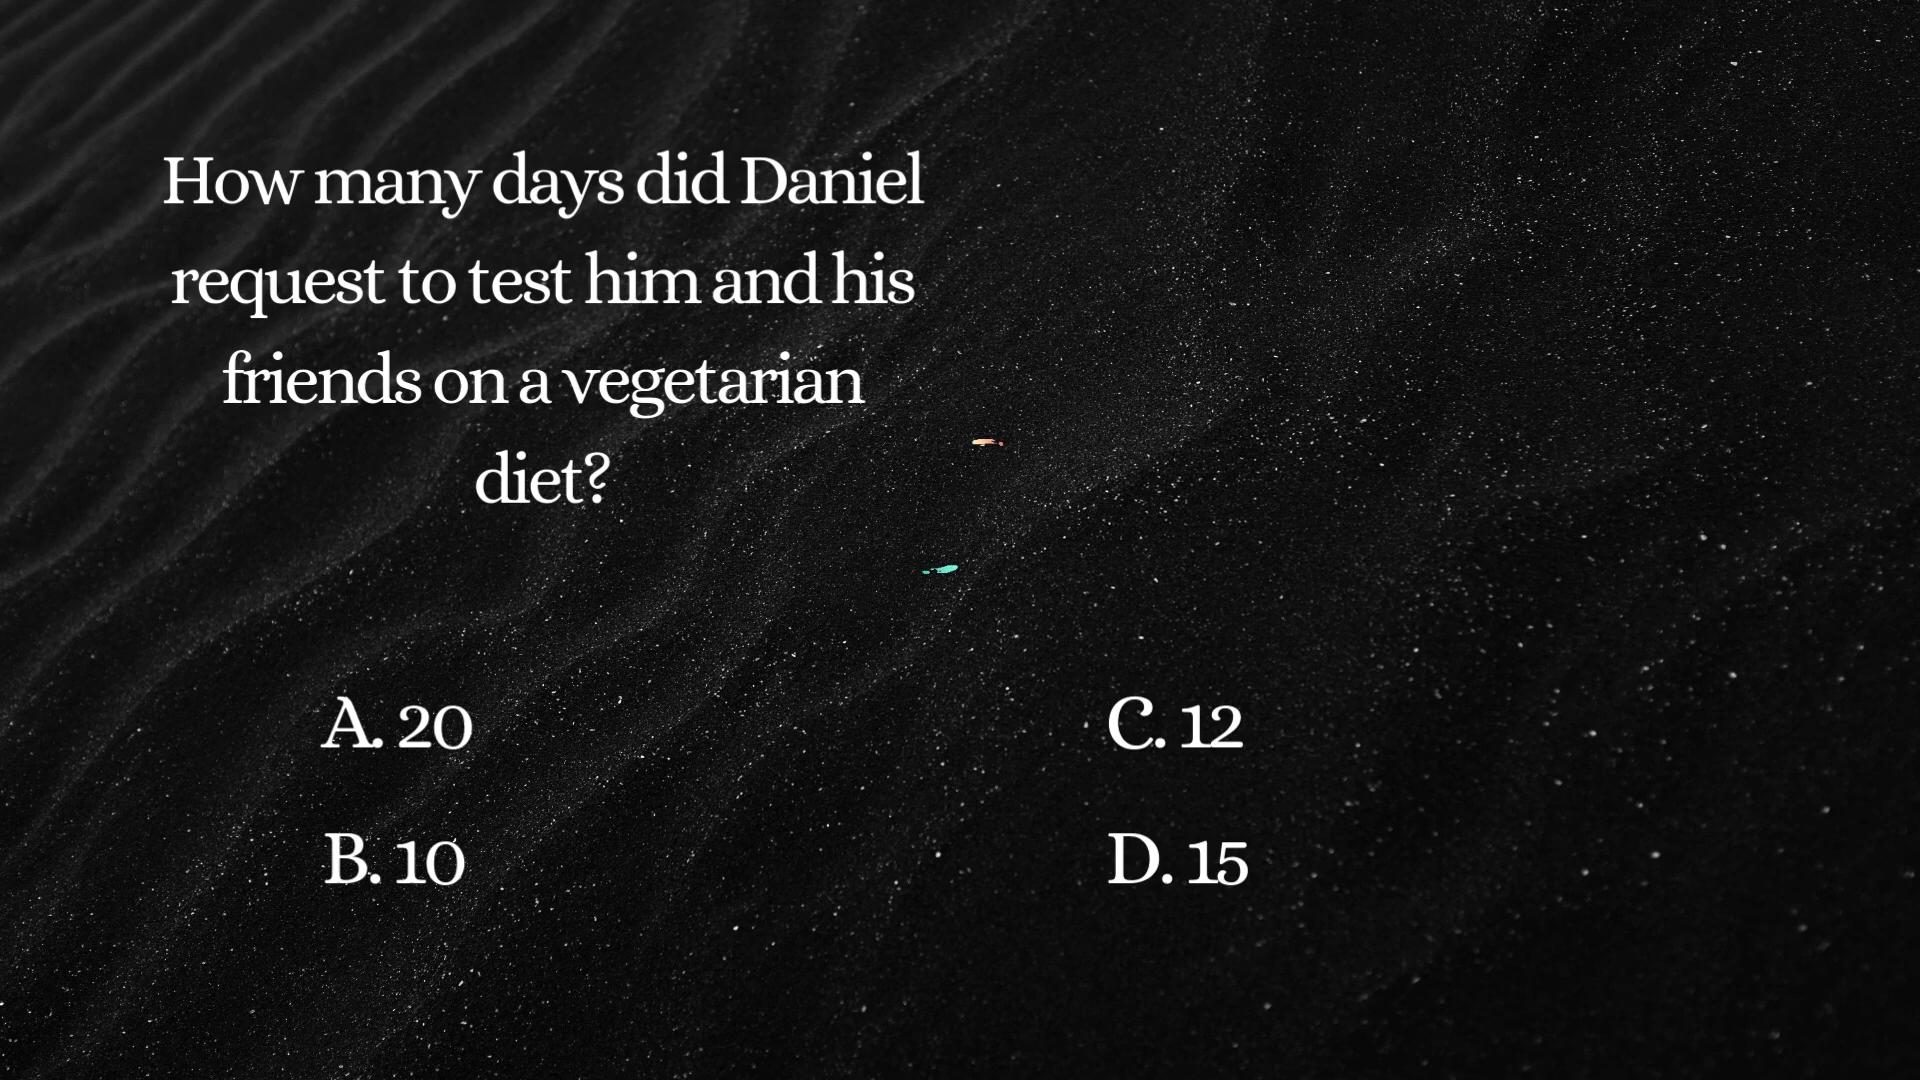 How many days did Daniel
request to test him and his
friends on a vegetarian
diet?
A. 20
B. 10
C. 12
D. 15